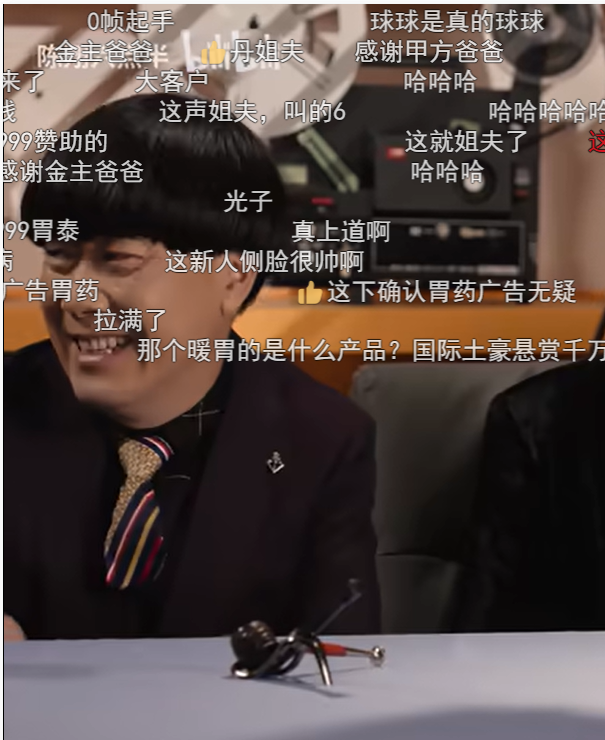 0帧起手 球球是真的球球
金主爸爸 👍丹姐夫 感谢甲方爸爸
来了 大客户 哈哈哈
这声姐夫，叫的6 哈哈哈哈哈
999赞助的 这就姐夫了 这
感谢金主爸爸 哈哈哈
光子
999胃泰 真上道啊
病 这新人侧脸很帅啊
广告胃药 👍这下确认胃药广告无疑
拉满了
那个暖胃的是什么产品？国际土豪悬赏千万